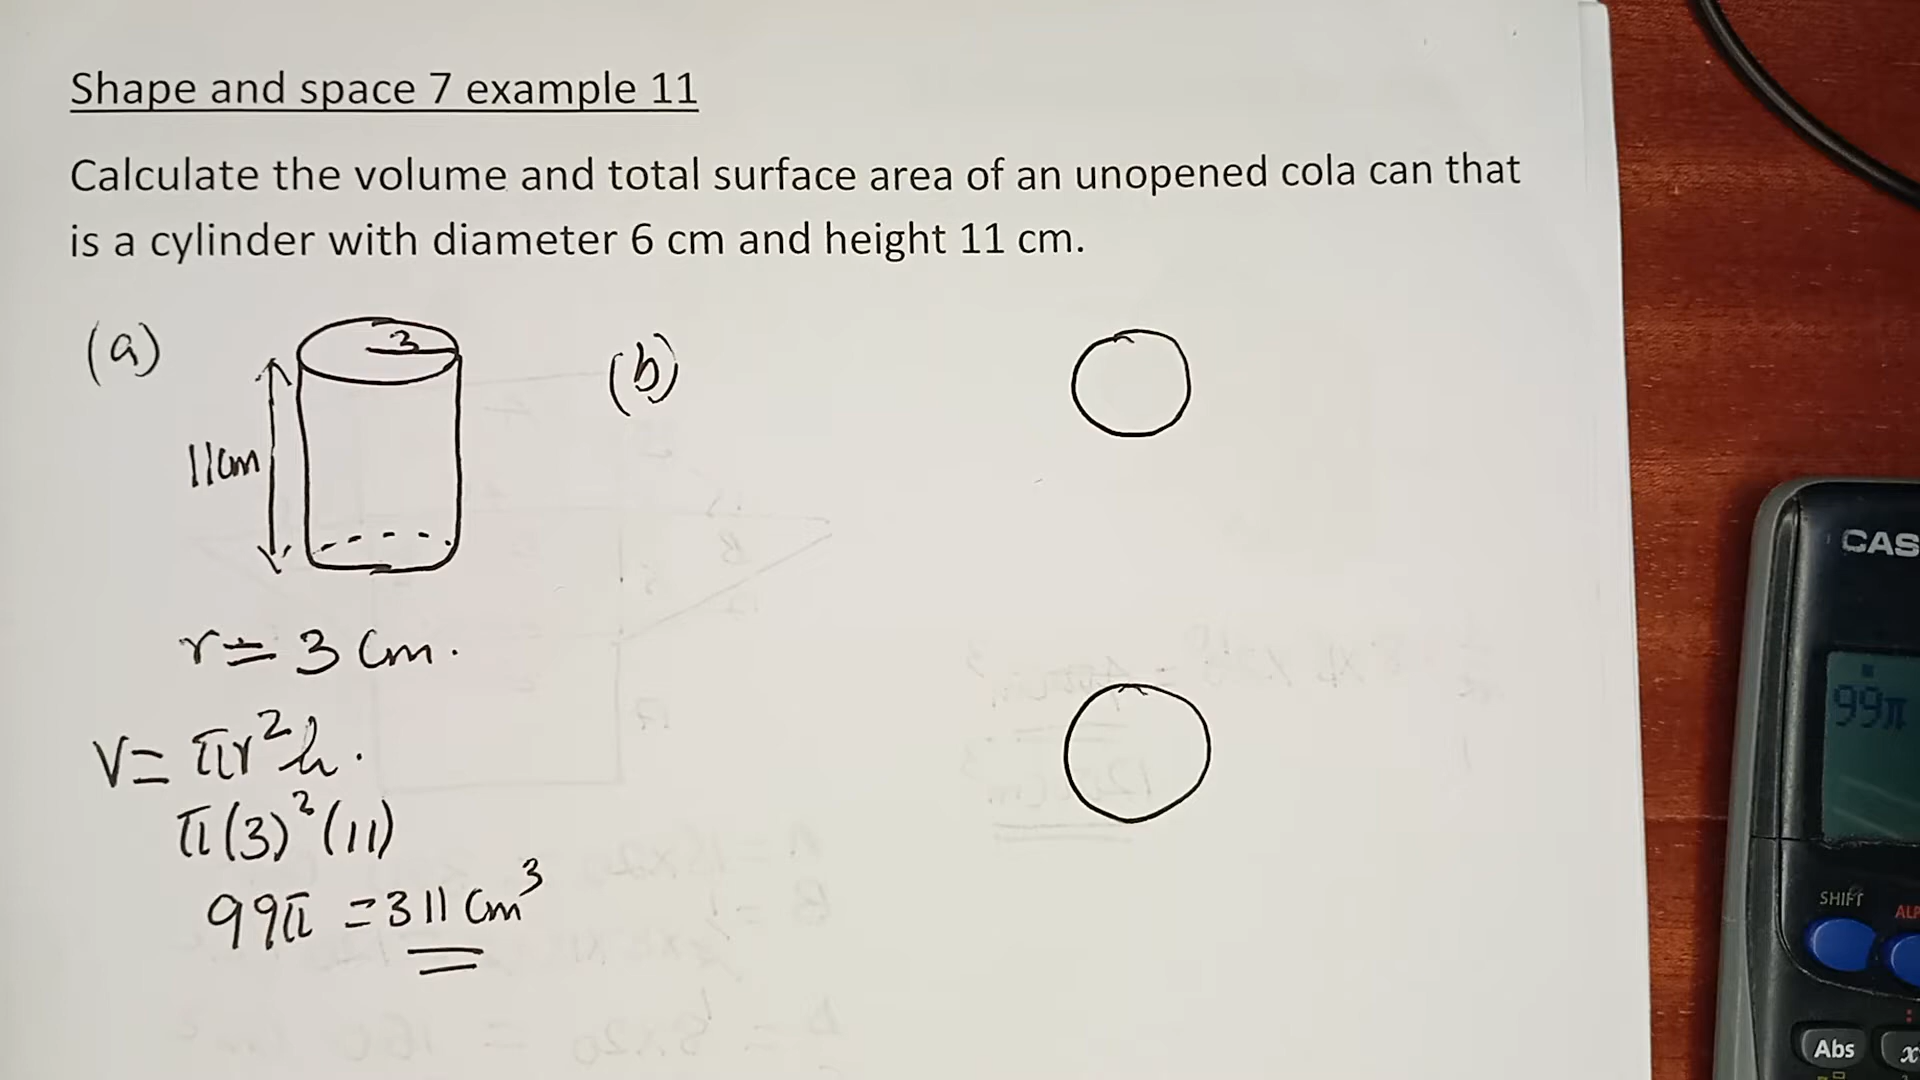 Shape and space 7 example 11
Calculate the volume and total surface area of an unopened cola can that
is a cylinder with diameter 6 cm and height 11 cm.
(a)
3
(b)
11cm
r = 3 cm.
V = πr²h.
π(3)²(11)
99π = 311 cm³
CAS
99π
SHIFT
ALP
Abs
x